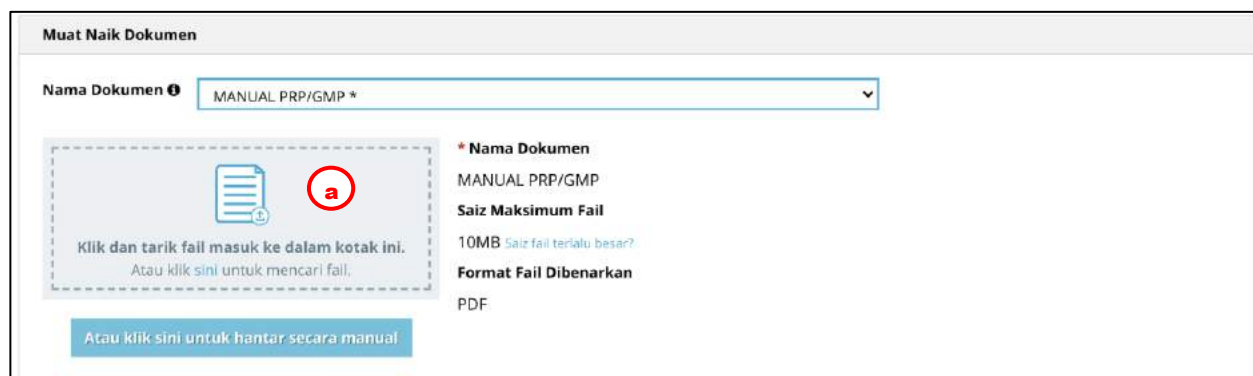 Muat Naik Dokumen
Nama Dokumen
MANUAL PRP/GMP *
a
Klik dan tarik fail masuk ke dalam kotak ini.
Atau klik sini untuk mencari fail.
Atau klik sini untuk hantar secara manual
* Nama Dokumen
MANUAL PRP/GMP
Saiz Maksimum Fail
10MB Saiz fail terlalu besar?
Format Fail Dibenarkan
PDF